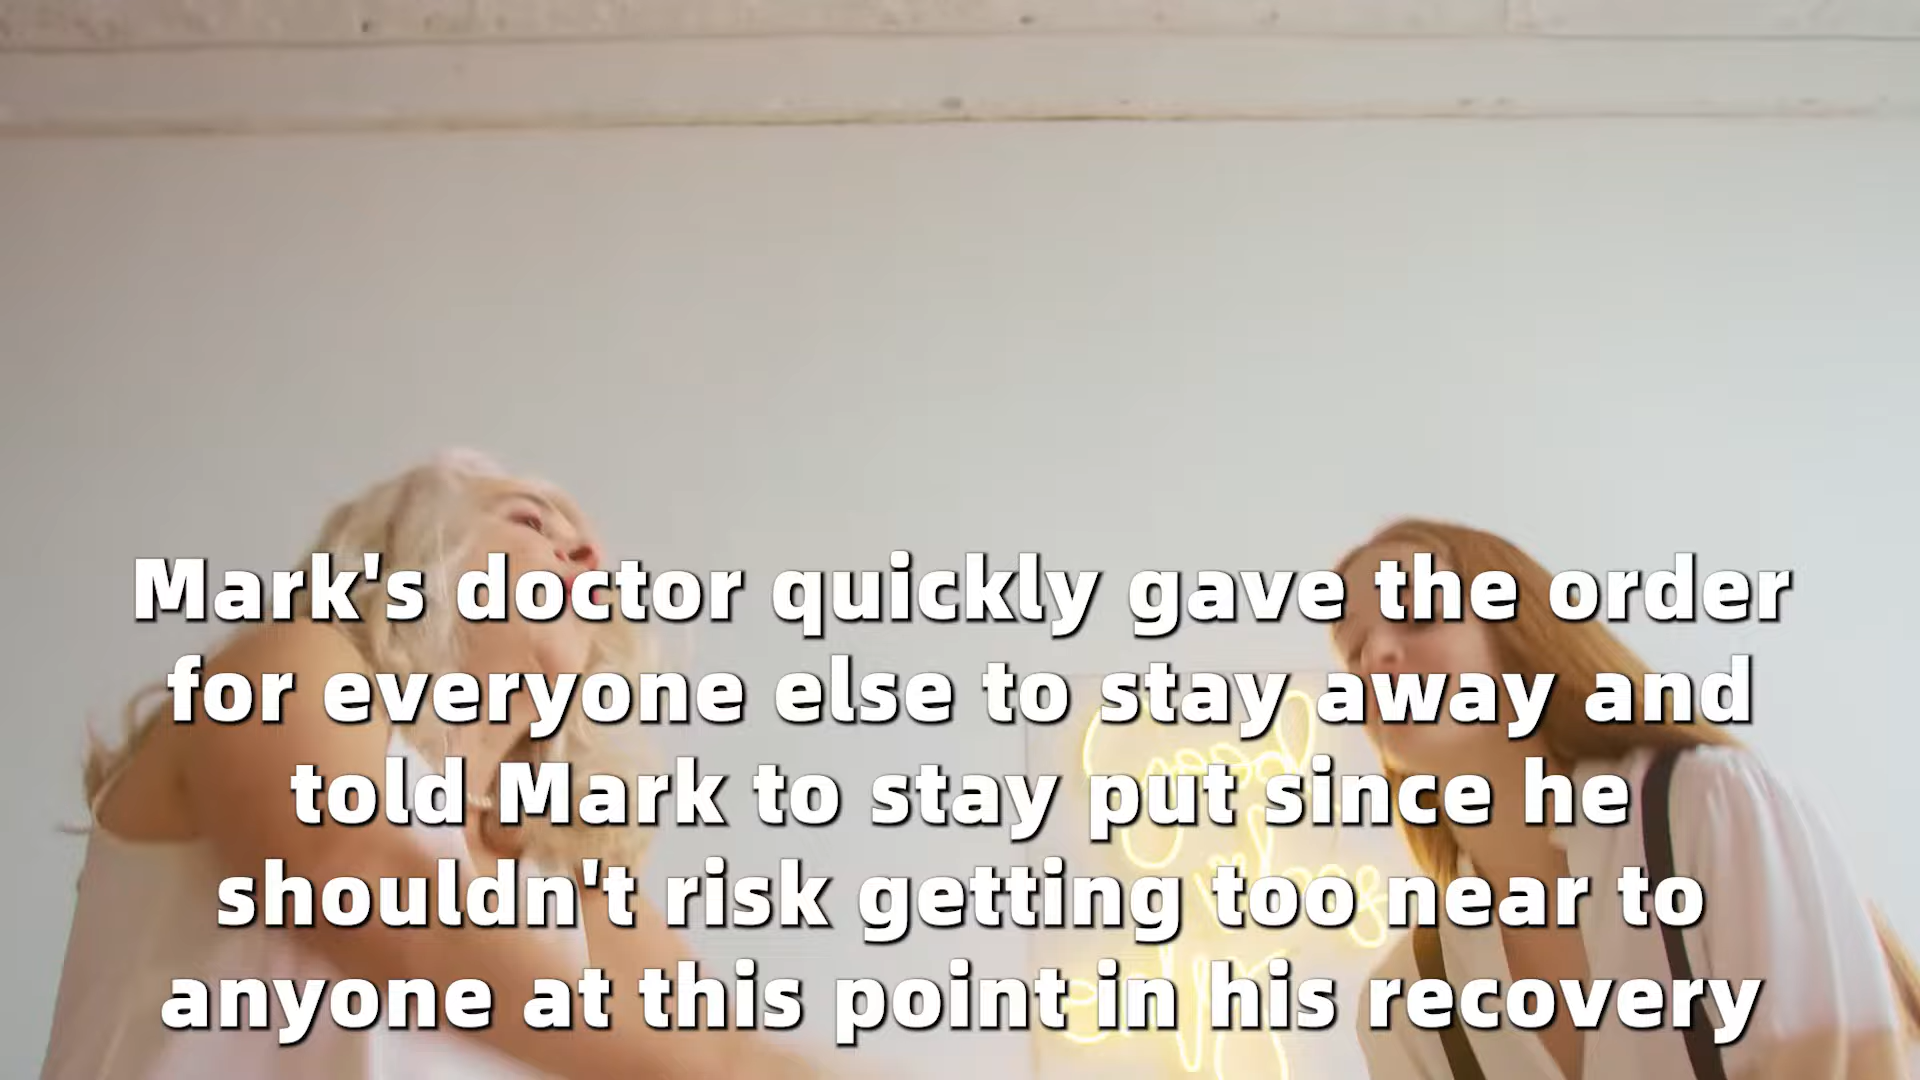 Mark's doctor quickly gave the order
for everyone else to stay away and
told Mark to stay put since he
shouldn't risk getting too near to
anyone at this point in his recovery
good